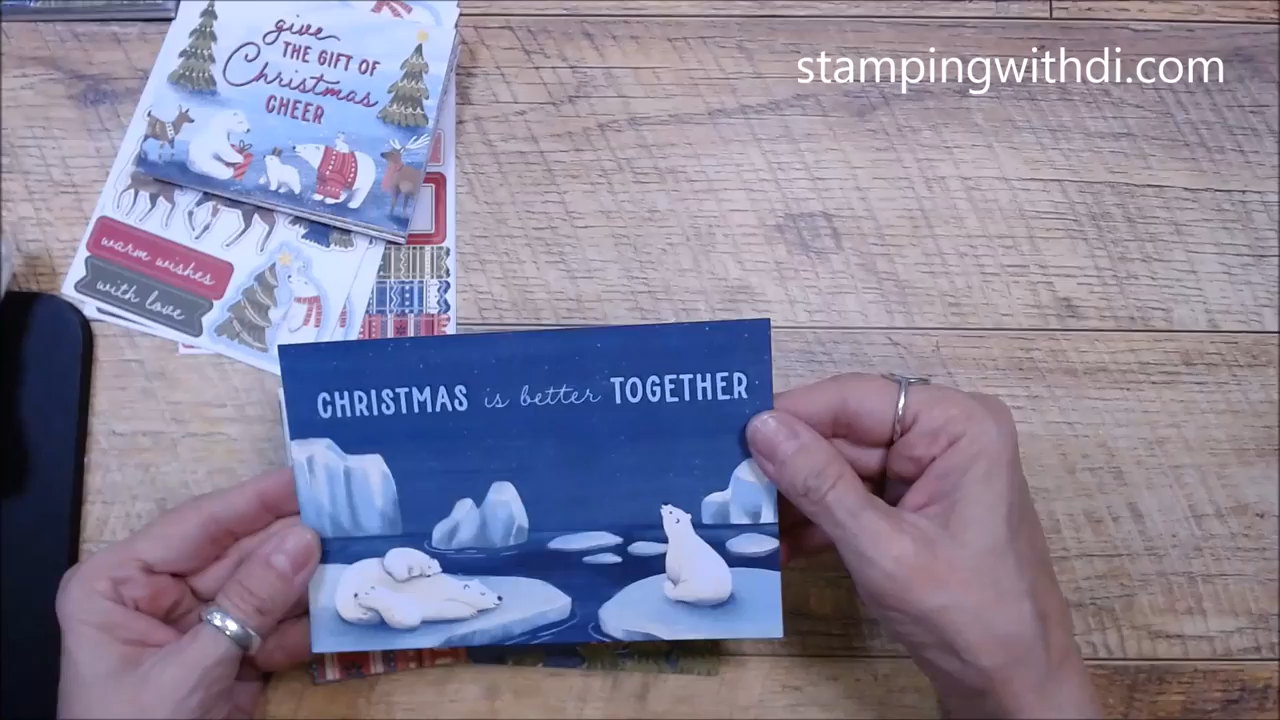 stampingwithdi.com
give
THE GIFT OF
Christmas
CHEER
warm wishes
with love
CHRISTMAS is better TOGETHER